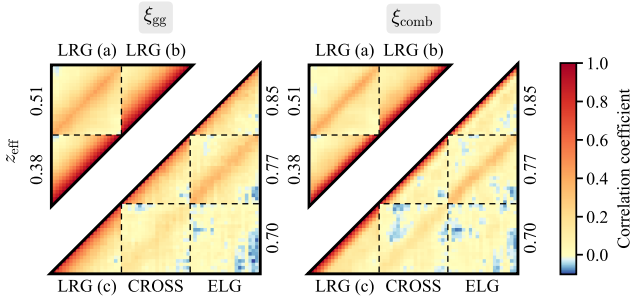 ξgg
ξcomb
LRG (a) LRG (b)
LRG (a) LRG (b)
zeff
0.51
0.38
0.85
0.77
0.70
0.51
0.38
0.85
0.77
0.70
LRG (c) CROSS ELG
LRG (c) CROSS ELG
1.0
0.8
0.6
0.4
0.2
0.0
Correlation coefficient